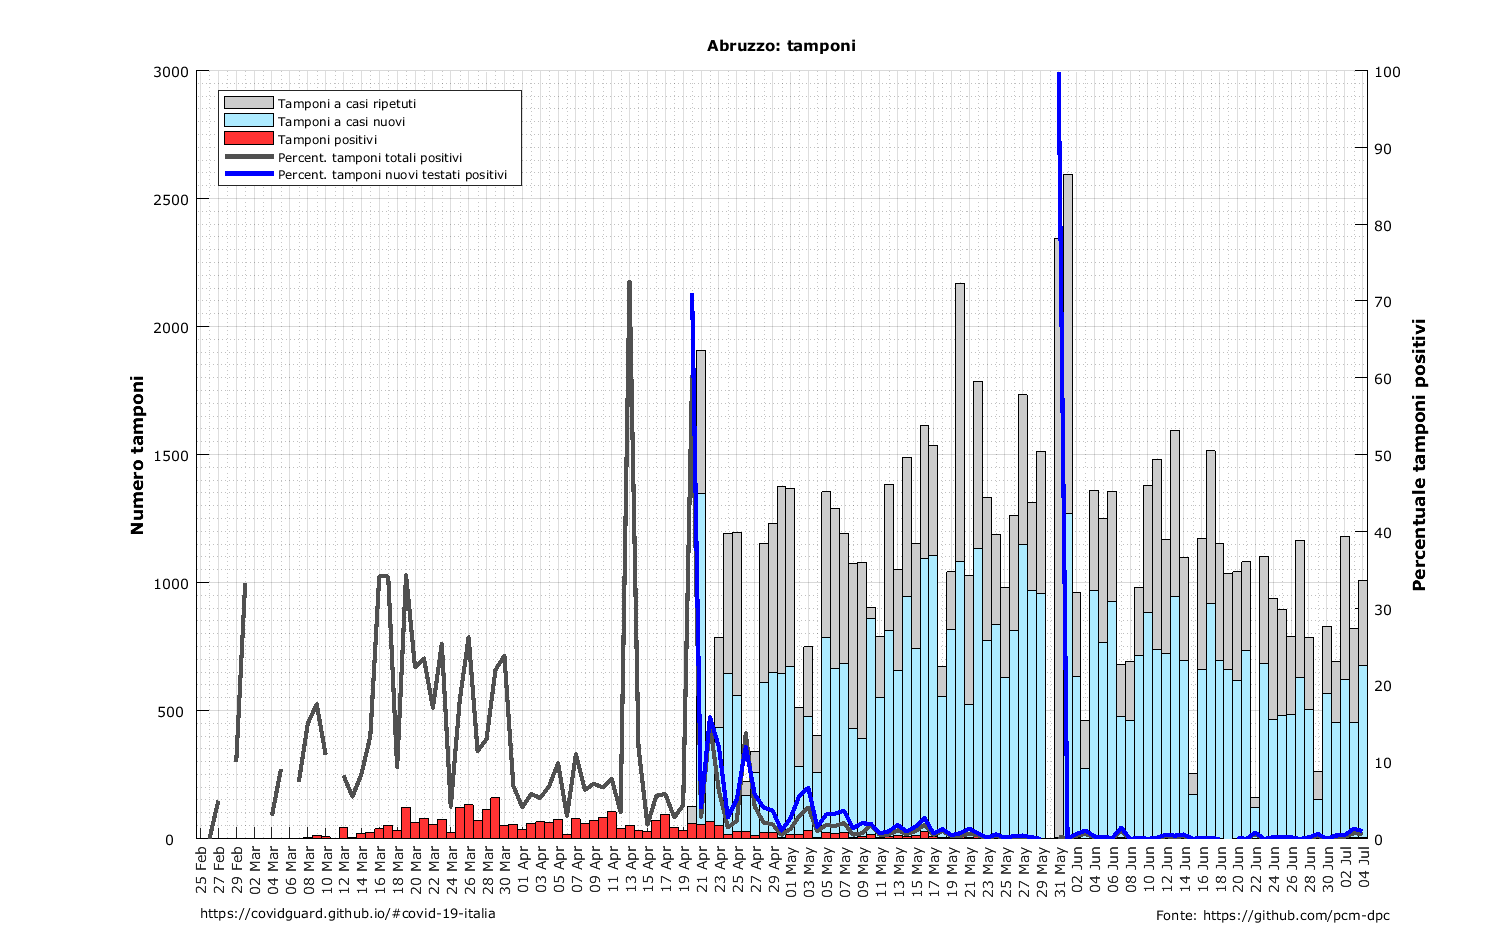 Abruzzo: tamponi
3000
2500
2000
1500
1000
500
0
Numero tamponi
Tamponi a casi ripetuti
Tamponi a casi nuovi
Tamponi positivi
Percent. tamponi totali positivi
Percent. tamponi nuovi testati positivi
100
90
80
70
60
50
40
30
20
10
0
Percentuale tamponi positivi
25 Feb
27 Feb
29 Feb
02 Mar
04 Mar
06 Mar
08 Mar
10 Mar
12 Mar
14 Mar
16 Mar
18 Mar
20 Mar
22 Mar
24 Mar
26 Mar
28 Mar
30 Mar
01 Apr
03 Apr
05 Apr
07 Apr
09 Apr
11 Apr
13 Apr
15 Apr
17 Apr
19 Apr
21 Apr
23 Apr
25 Apr
27 Apr
29 Apr
01 May
03 May
05 May
07 May
09 May
11 May
13 May
15 May
17 May
19 May
21 May
23 May
25 May
27 May
29 May
31 May
02 Jun
04 Jun
06 Jun
08 Jun
10 Jun
12 Jun
14 Jun
16 Jun
18 Jun
20 Jun
22 Jun
24 Jun
26 Jun
28 Jun
30 Jun
02 Jul
04 Jul
https://covidguard.github.io/#covid-19-italia
Fonte: https://github.com/pcm-dpc